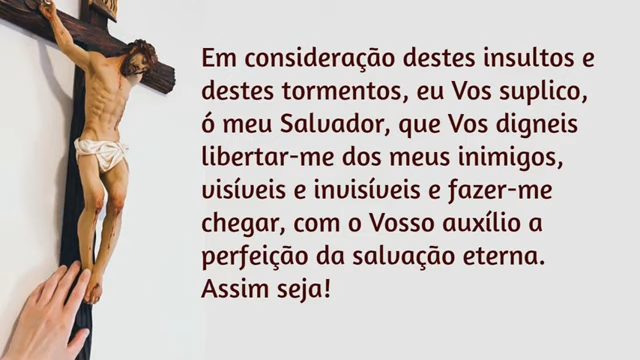 Em consideração destes insultos e
destes tormentos, eu Vos suplico,
ó meu Salvador, que Vos digneis
libertar-me dos meus inimigos,
visíveis e invisíveis e fazer-me
chegar, com o Vosso auxílio a
perfeição da salvação eterna.
Assim seja!